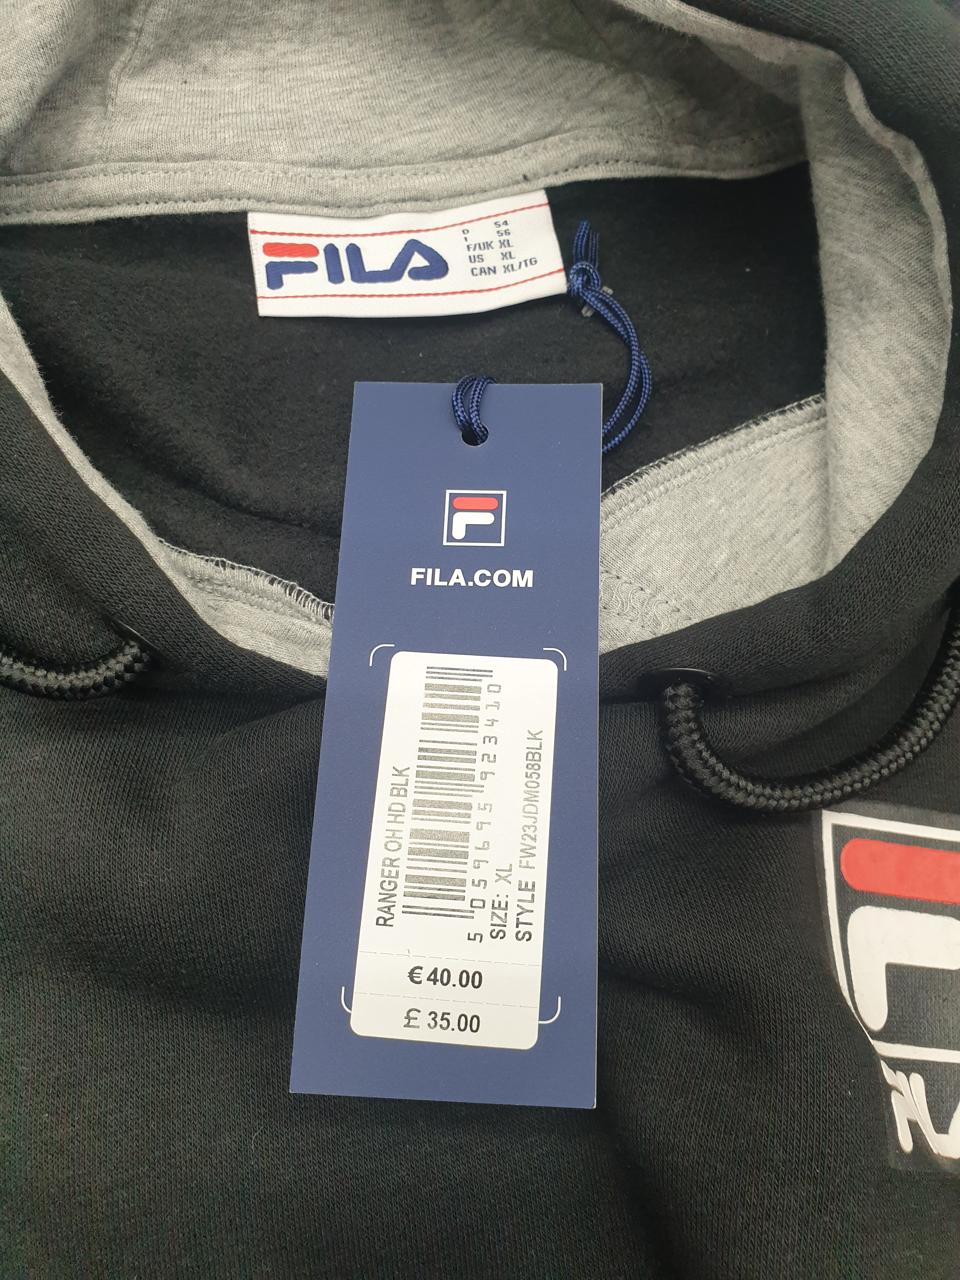 FILA
D 54
I 56
F/UK XL
US XL
CAN XL/TG
F
FILA.COM
RANGER OH HD BLK
5 059695 923410
SIZE: XL
STYLE FW23JDM058BLK
€ 40.00
£ 35.00